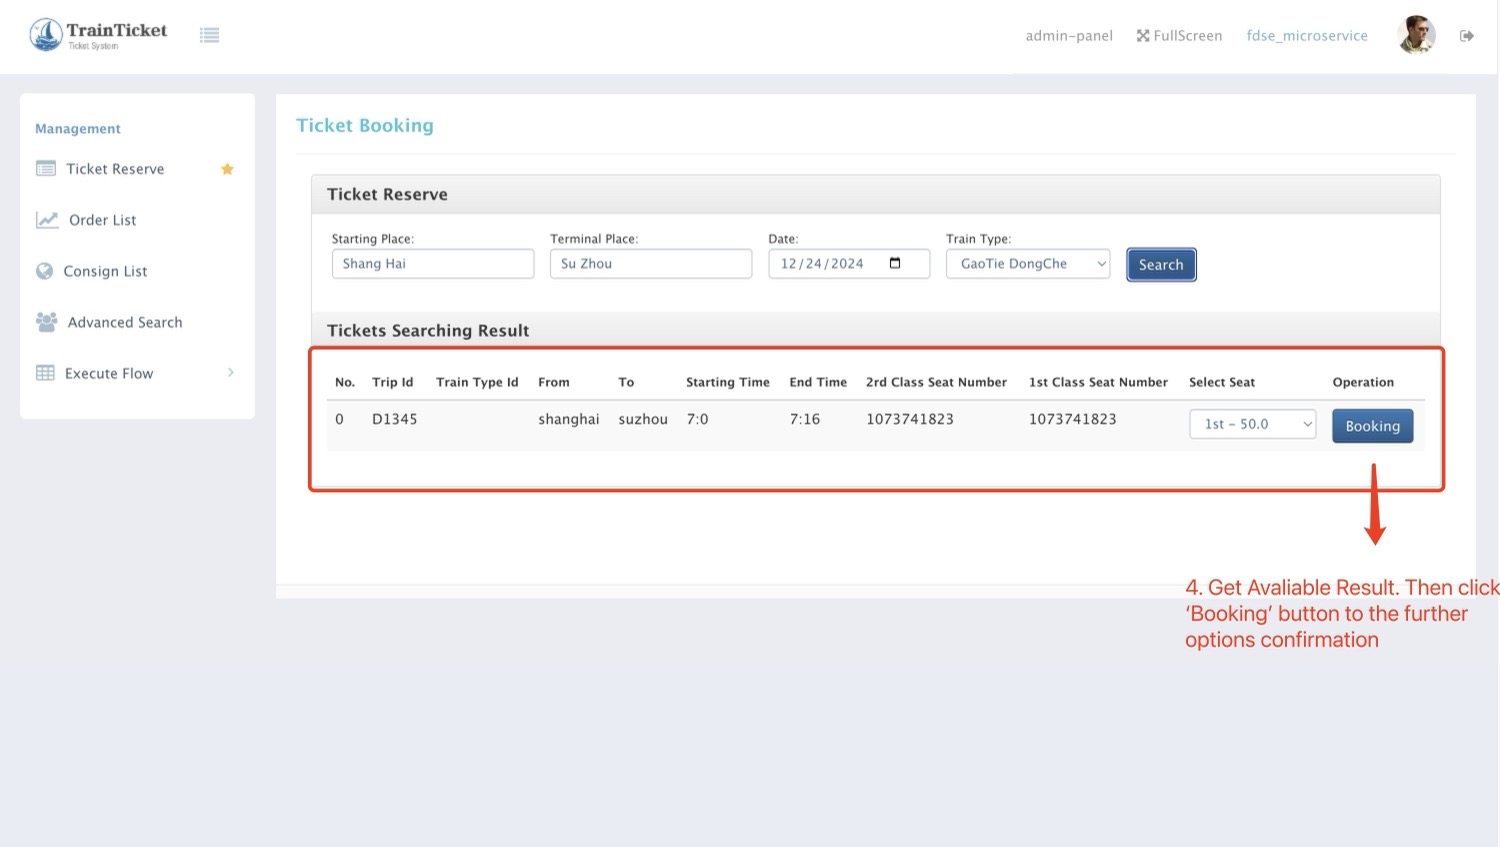 TrainTicket
Ticket System
admin-panel FullScreen fdse_microservice
Management
Ticket Reserve
Order List
Consign List
Advanced Search
Execute Flow
Ticket Booking
Ticket Reserve
Starting Place: Terminal Place: Date: Train Type:
Shang Hai Su Zhou 12/24/2024 GaoTie DongChe Search
Tickets Searching Result
No. Trip Id Train Type Id From To Starting Time End Time 2rd Class Seat Number 1st Class Seat Number Select Seat Operation
0 D1345 shanghai suzhou 7:0 7:16 1073741823 1073741823 1st - 50.0 Booking
4. Get Avaliable Result. Then click
‘Booking’ button to the further
options confirmation